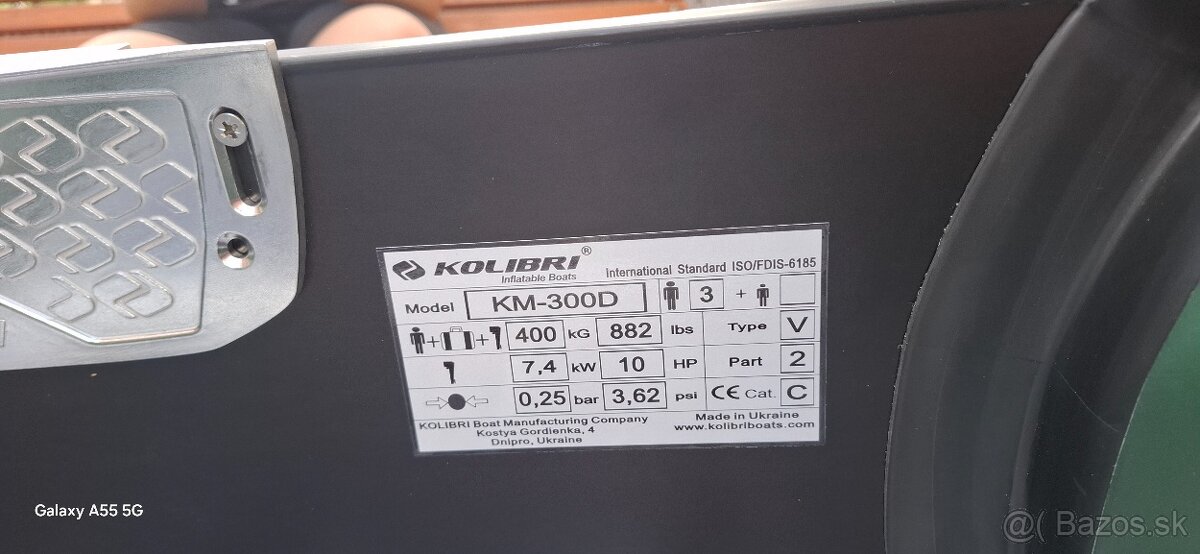 KOLIBRI®
Inflatable Boats
International Standard ISO/FDIS-6185
Model KM-300D 3 +
+ + 400 KG 882 lbs Type V
7,4 kW 10 HP Part 2
0,25 bar 3,62 psi CE Cat. C
KOLIBRI Boat Manufacturing Company
Kostya Gordienka, 4
Dnipro, Ukraine
Made in Ukraine
www.kolibriboats.com
Galaxy A55 5G
@( Bazos.sk